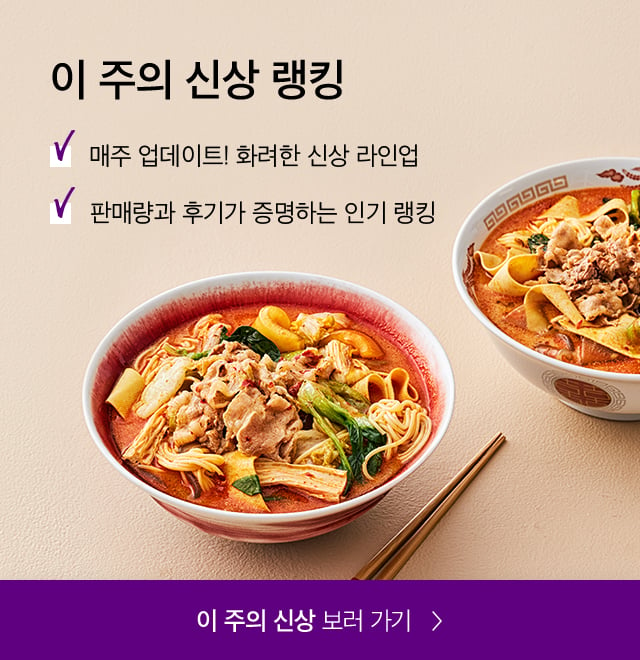 이 주의 신상 랭킹
매주 업데이트! 화려한 신상 라인업
판매량과 후기가 증명하는 인기 랭킹
이 주의 신상 보러 가기 >